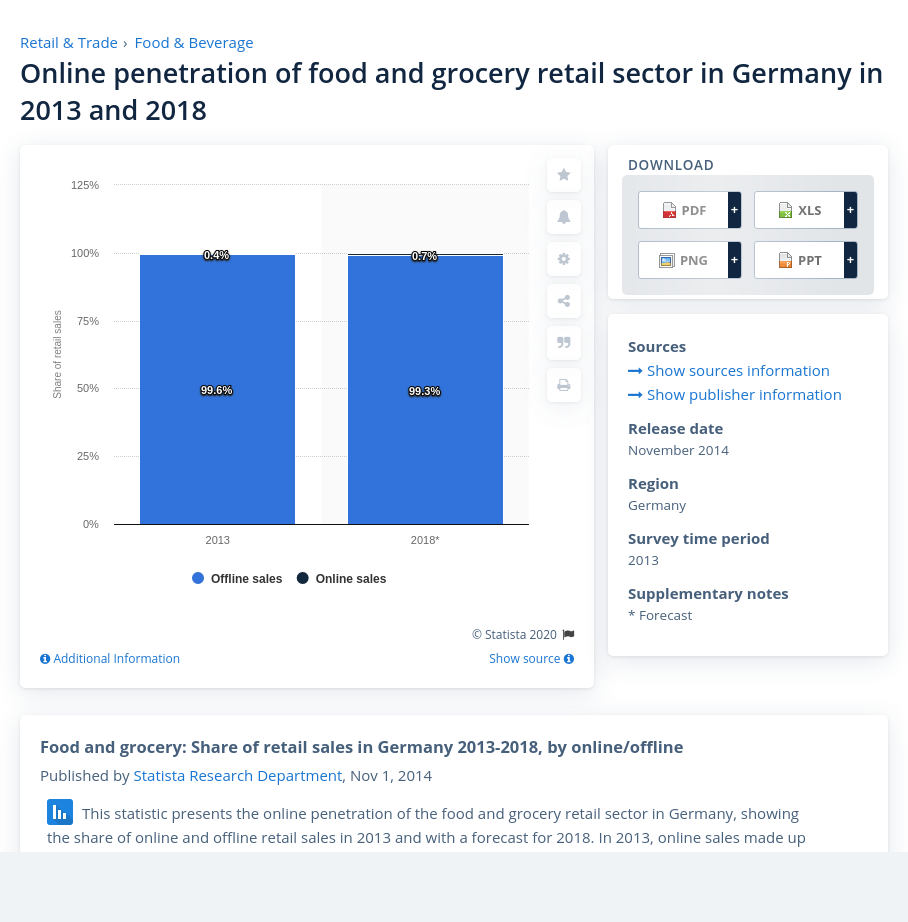 Retail & Trade › Food & Beverage
Online penetration of food and grocery retail sector in Germany in
2013 and 2018
125%
100%
75%
50%
25%
0%
Share of retail sales
0.4%
0.7%
99.6%
99.3%
2013
2018*
Offline sales
Online sales
© Statista 2020
Additional Information
Show source
DOWNLOAD
PDF +
XLS +
PNG +
PPT +
Sources
Show sources information
Show publisher information
Release date
November 2014
Region
Germany
Survey time period
2013
Supplementary notes
* Forecast
Food and grocery: Share of retail sales in Germany 2013-2018, by online/offline
Published by Statista Research Department, Nov 1, 2014
This statistic presents the online penetration of the food and grocery retail sector in Germany, showing
the share of online and offline retail sales in 2013 and with a forecast for 2018. In 2013, online sales made up